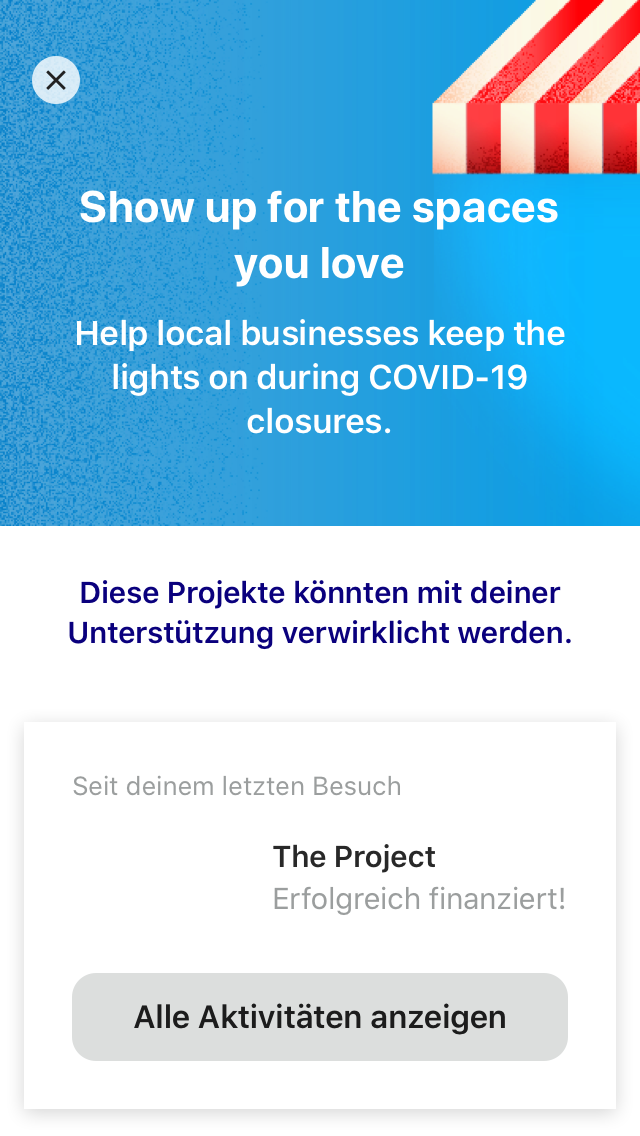 Show up for the spaces
you love
Help local businesses keep the
lights on during COVID-19
closures.
Diese Projekte könnten mit deiner
Unterstützung verwirklicht werden.
Seit deinem letzten Besuch
The Project
Erfolgreich finanziert!
Alle Aktivitäten anzeigen